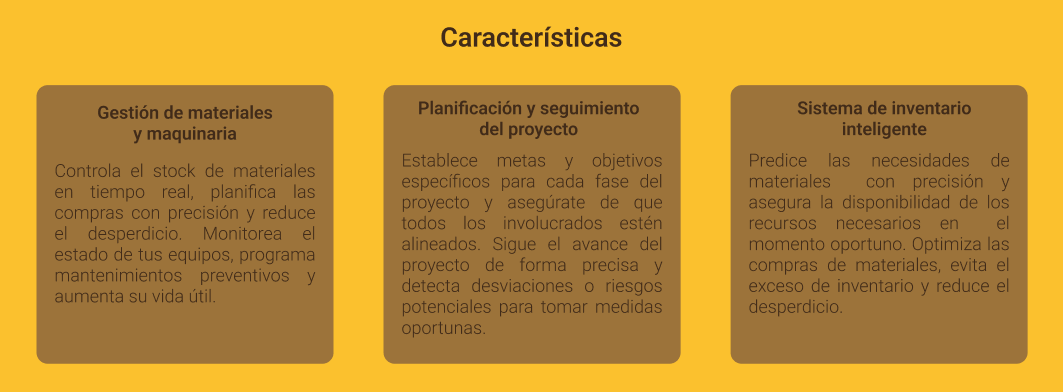 Características
Gestión de materiales
y maquinaria
Controla el stock de materiales
en tiempo real, planifica las
compras con precisión y reduce
el desperdicio. Monitorea el
estado de tus equipos, programa
mantenimientos preventivos y
aumenta su vida útil.
Planificación y seguimiento
del proyecto
Establece metas y objetivos
específicos para cada fase del
proyecto y asegúrate de que
todos los involucrados estén
alineados. Sigue el avance del
proyecto de forma precisa y
detecta desviaciones o riesgos
potenciales para tomar medidas
oportunas.
Sistema de inventario
inteligente
Predice las necesidades de
materiales con precisión y
asegura la disponibilidad de los
recursos necesarios en el
momento oportuno. Optimiza las
compras de materiales, evita el
exceso de inventario y reduce el
desperdicio.